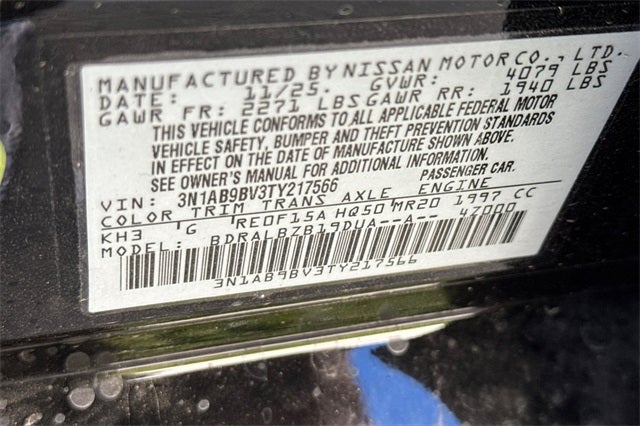 MANUFACTURED BY NISSAN MOTOR CO., LTD.
DATE: 11/25. GVWR: 4079 LBS
GAWR FR: 2271 LBS GAWR RR: 1940 LBS
THIS VEHICLE CONFORMS TO ALL APPLICABLE FEDERAL MOTOR
VEHICLE SAFETY, BUMPER AND THEFT PREVENTION STANDARDS
IN EFFECT ON THE DATE OF MANUFACTURE SHOWN ABOVE.
SEE OWNER'S MANUAL FOR ADDITIONAL INFORMATION.
VIN: 3N1AB9BV3TY217566 PASSENGER CAR.
COLOR TRIM TRANS AXLE ENGINE
KH3 G RE0F15A HQ50 MR20 1997 CC
MODEL: BDRALBZB19DUA--A-- 4Z000
3N1AB9BV3TY217566